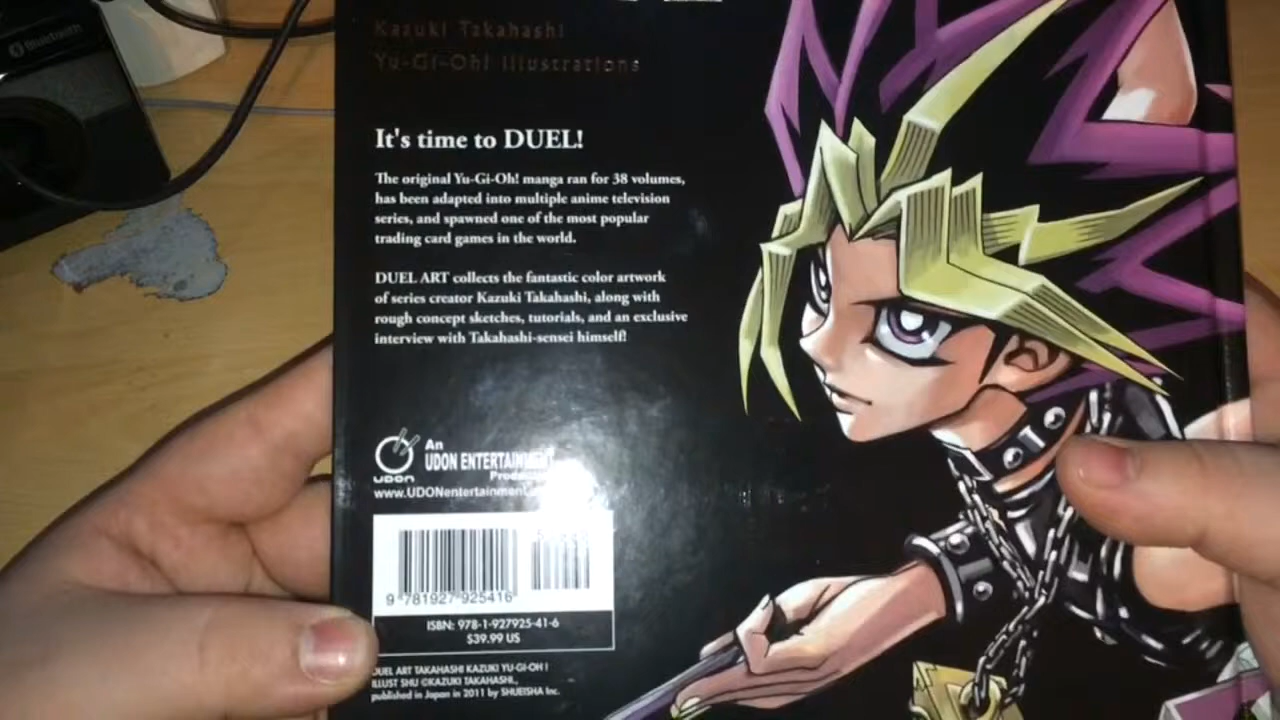 Bluetooth
Kazuki Takahashi
Yu-Gi-Oh! Illustrations
It's time to DUEL!
The original Yu-Gi-Oh! manga ran for 38 volumes,
has been adapted into multiple anime television
series, and spawned one of the most popular
trading card games in the world.
DUEL ART collects the fantastic color artwork
of series creator Kazuki Takahashi, along with
rough concept sketches, tutorials, and an exclusive
interview with Takahashi-sensei himself!
An
UDON ENTERTAINMENT
UDON
www.UDONentertainment
9 781927 925416
ISBN: 978-1-927925-41-6
$39.99 US
DUEL ART TAKAHASHI KAZUKI YU-GI-OH !
ILLUST SHU ©KAZUKI TAKAHASHI.,
published in Japan in 2011 by SHUEISHA Inc.